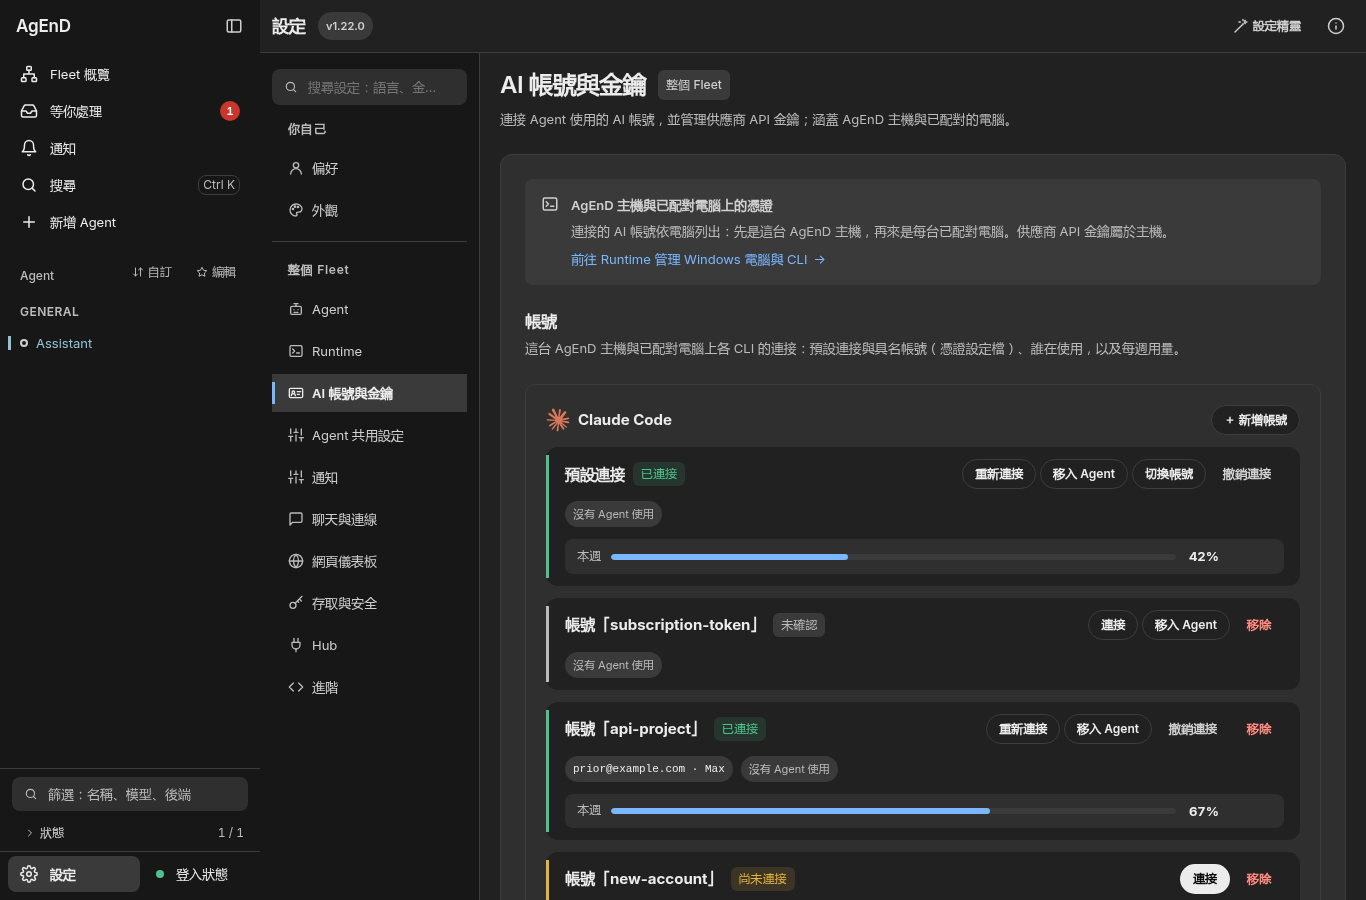 AgEnD
Fleet 概覽
等你處理
1
通知
搜尋
Ctrl K
新增 Agent
Agent
自訂
編輯
GENERAL
Assistant
篩選：名稱、模型、後端
狀態
1 / 1
設定
登入狀態
設定
v1.22.0
設定精靈
搜尋設定：語言、金...
你自己
偏好
外觀
整個 Fleet
Agent
Runtime
AI 帳號與金鑰
Agent 共用設定
通知
聊天與連線
網頁儀表板
存取與安全
Hub
進階
AI 帳號與金鑰
整個 Fleet
連接 Agent 使用的 AI 帳號，並管理供應商 API 金鑰；涵蓋 AgEnD 主機與已配對的電腦。
AgEnD 主機與已配對電腦上的憑證
連接的 AI 帳號依電腦列出：先是這台 AgEnD 主機，再來是每台已配對電腦。供應商 API 金鑰屬於主機。
前往 Runtime 管理 Windows 電腦與 CLI →
帳號
這台 AgEnD 主機與已配對電腦上各 CLI 的連接：預設連接與具名帳號（憑證設定檔）、誰在使用，以及每週用量。
Claude Code
+ 新增帳號
預設連接
已連接
重新連接
移入 Agent
切換帳號
撤銷連接
沒有 Agent 使用
本週
42%
帳號「subscription-token」
未確認
連接
移入 Agent
移除
沒有 Agent 使用
帳號「api-project」
已連接
重新連接
移入 Agent
撤銷連接
移除
prior@example.com · Max
沒有 Agent 使用
本週
67%
帳號「new-account」
尚未連接
連接
移除